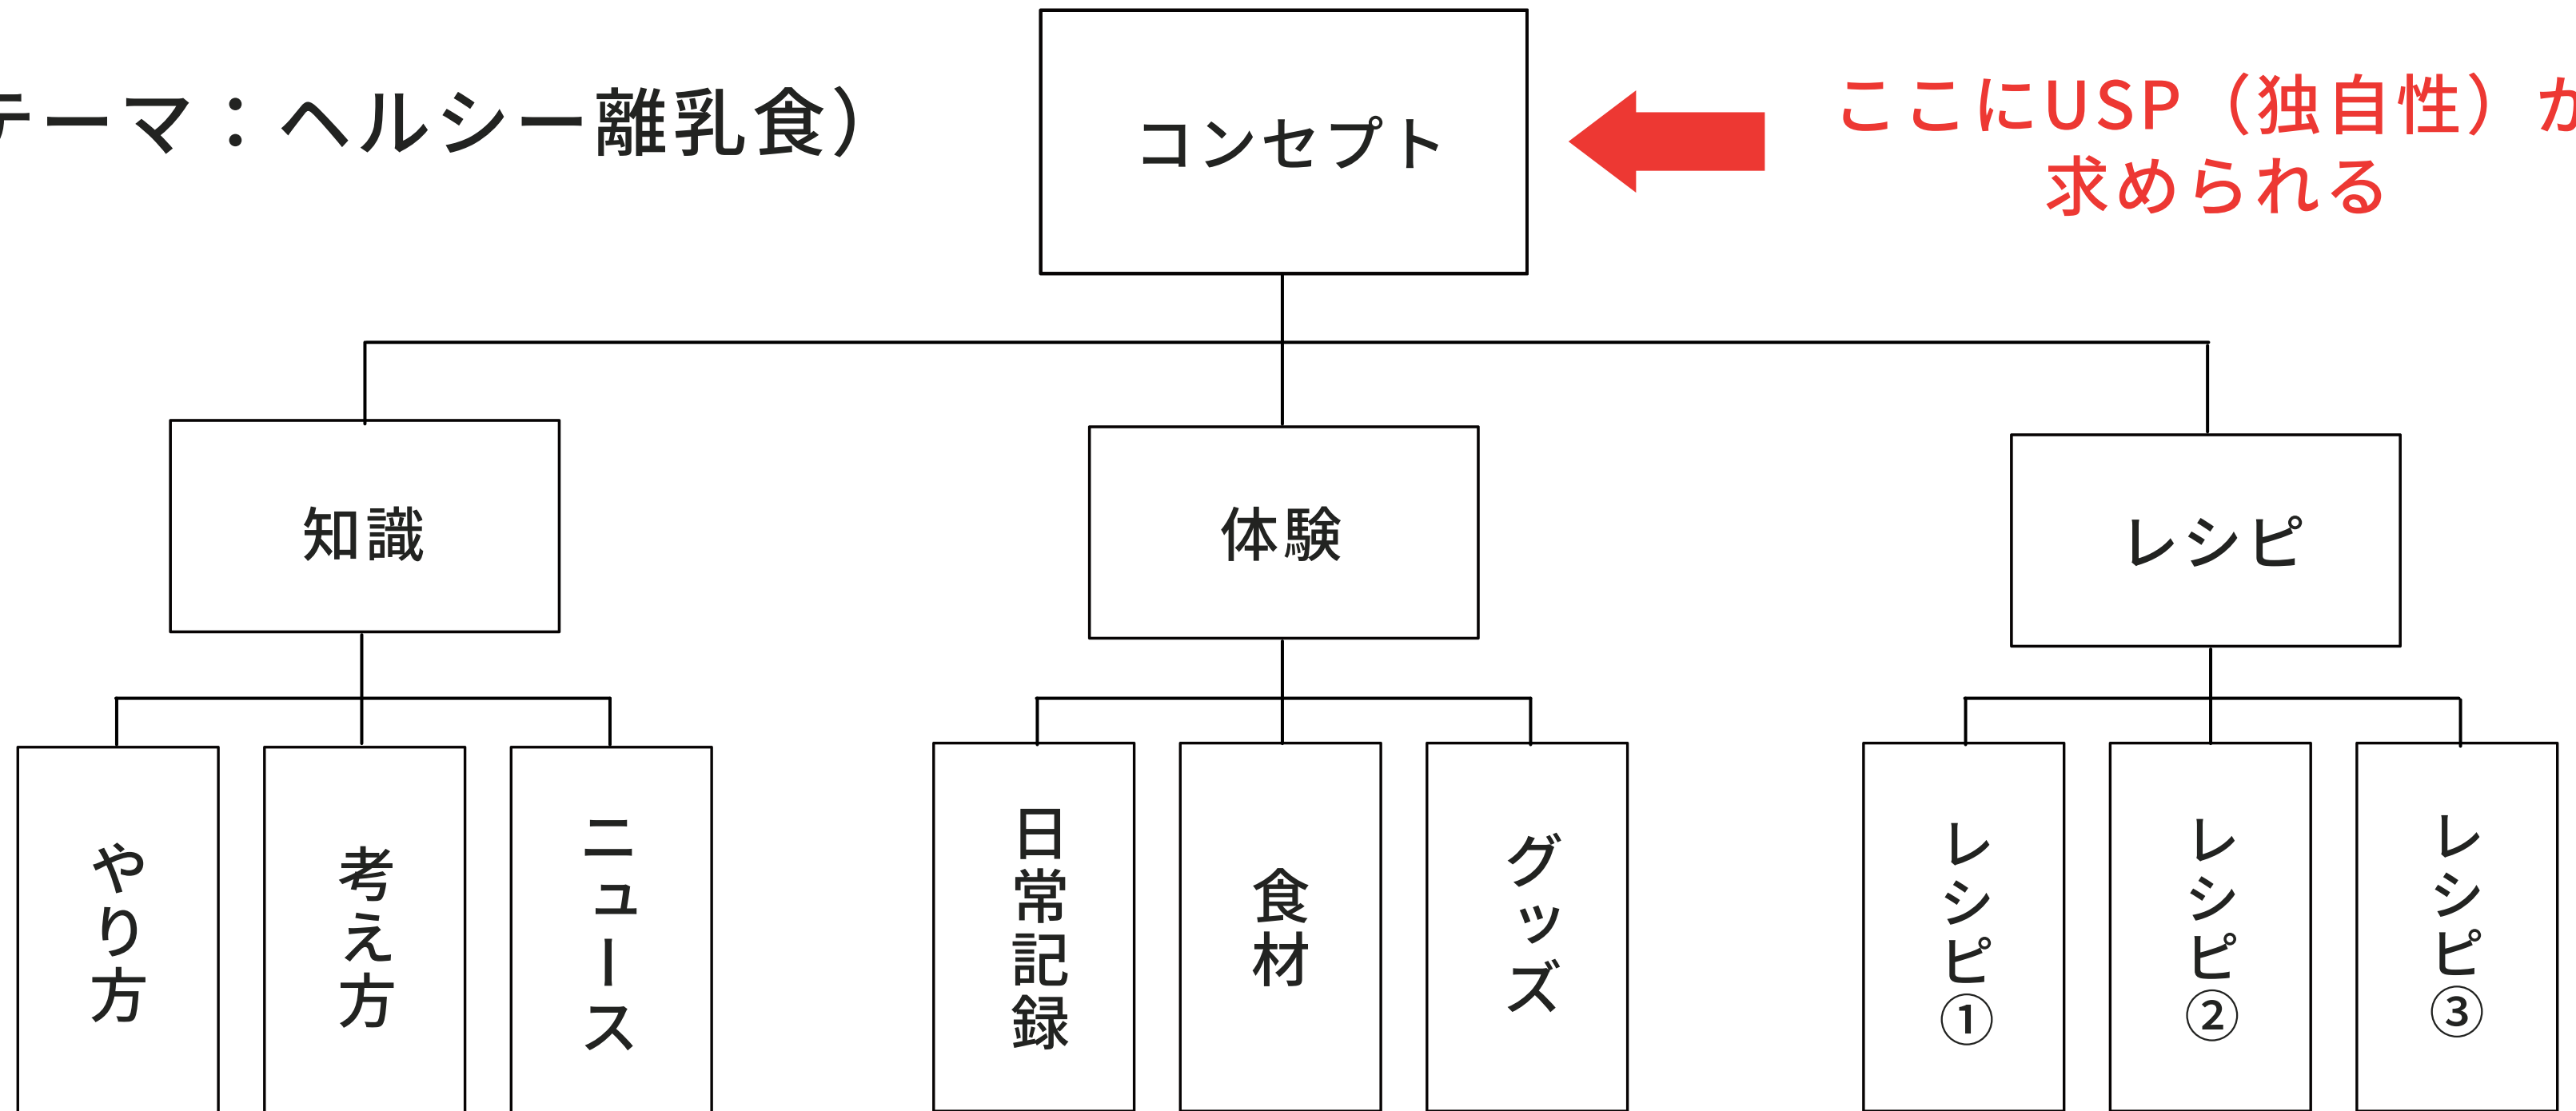 テーマ：ヘルシー離乳食）
コンセプト
ここにUSP（独自性）が
求められる
知識
体験
レシピ
やり方
考え方
ニュース
日常記録
食材
グッズ
レシピ①
レシピ②
レシピ③